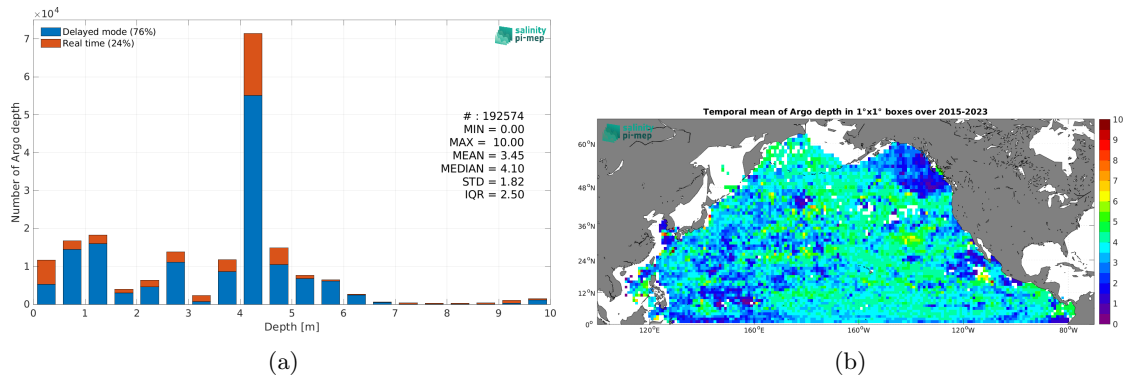 ×10⁴
Delayed mode (76%)
Real time (24%)
salinity
pi-mep
7
6
5
4
3
2
1
0
Number of Argo depth
# : 192574
MIN = 0.00
MAX = 10.00
MEAN = 3.45
MEDIAN = 4.10
STD = 1.82
IQR = 2.50
0 1 2 3 4 5 6 7 8 9 10
Depth [m]
(a)
Temporal mean of Argo depth in 1°x1° boxes over 2015-2023
salinity
pi-mep
60°N
48°N
36°N
24°N
12°N
0°
120°E 160°E 160°W 120°W 80°W
10
9
8
7
6
5
4
3
2
1
0
(b)